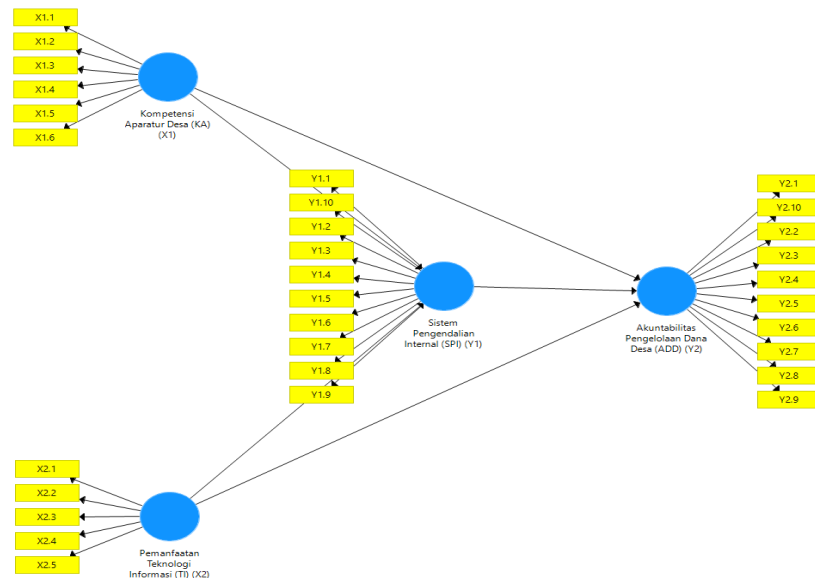 X1.1
X1.2
X1.3
X1.4
X1.5
X1.6
Kompetensi
Aparatur Desa (KA)
(X1)
Y1.1
Y1.10
Y1.2
Y1.3
Y1.4
Y1.5
Y1.6
Y1.7
Y1.8
Y1.9
Sistem
Pengendalian
Internal (SPI) (Y1)
Y2.1
Y2.10
Y2.2
Y2.3
Y2.4
Y2.5
Y2.6
Y2.7
Y2.8
Y2.9
Akuntabilitas
Pengelolaan Dana
Desa (ADD) (Y2)
X2.1
X2.2
X2.3
X2.4
X2.5
Pemanfaatan
Teknologi
Informasi (TI) (X2)